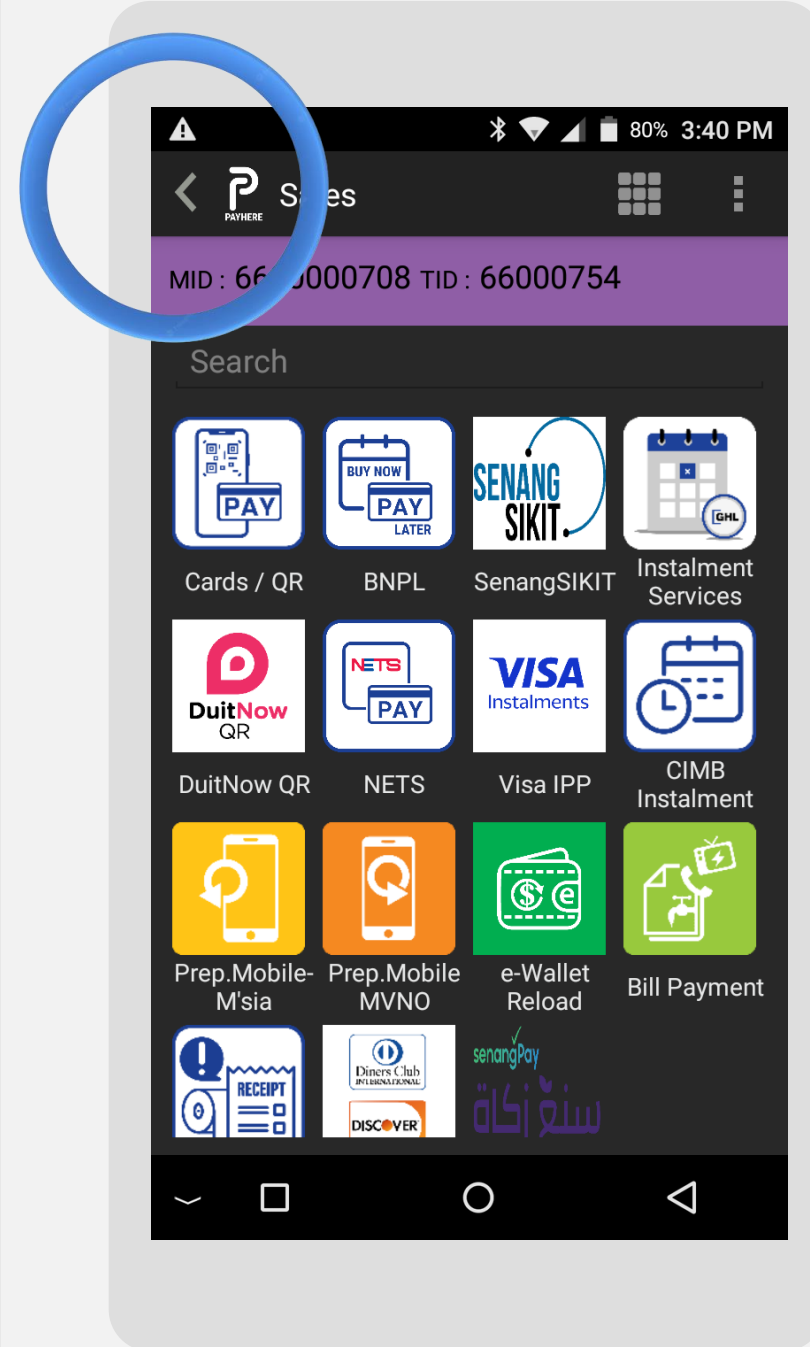 80% 3:40 PM
PAYHERE
Sales
MID : 6600000708 TID : 66000754
Search
PAY
BUY NOW
PAY
LATER
SENANG
SIKIT
GHL
Cards / QR
BNPL
SenangSIKIT
Instalment
Services
DuitNow
QR
NETS
PAY
VISA
Instalments
DuitNow QR
NETS
Visa IPP
CIMB
Instalment
$ e
Prep.Mobile-
M'sia
Prep.Mobile
MVNO
e-Wallet
Reload
Bill Payment
RECEIPT
Diners Club
INTERNATIONAL
DISCOVER
senangPay
سنڠ زكاة